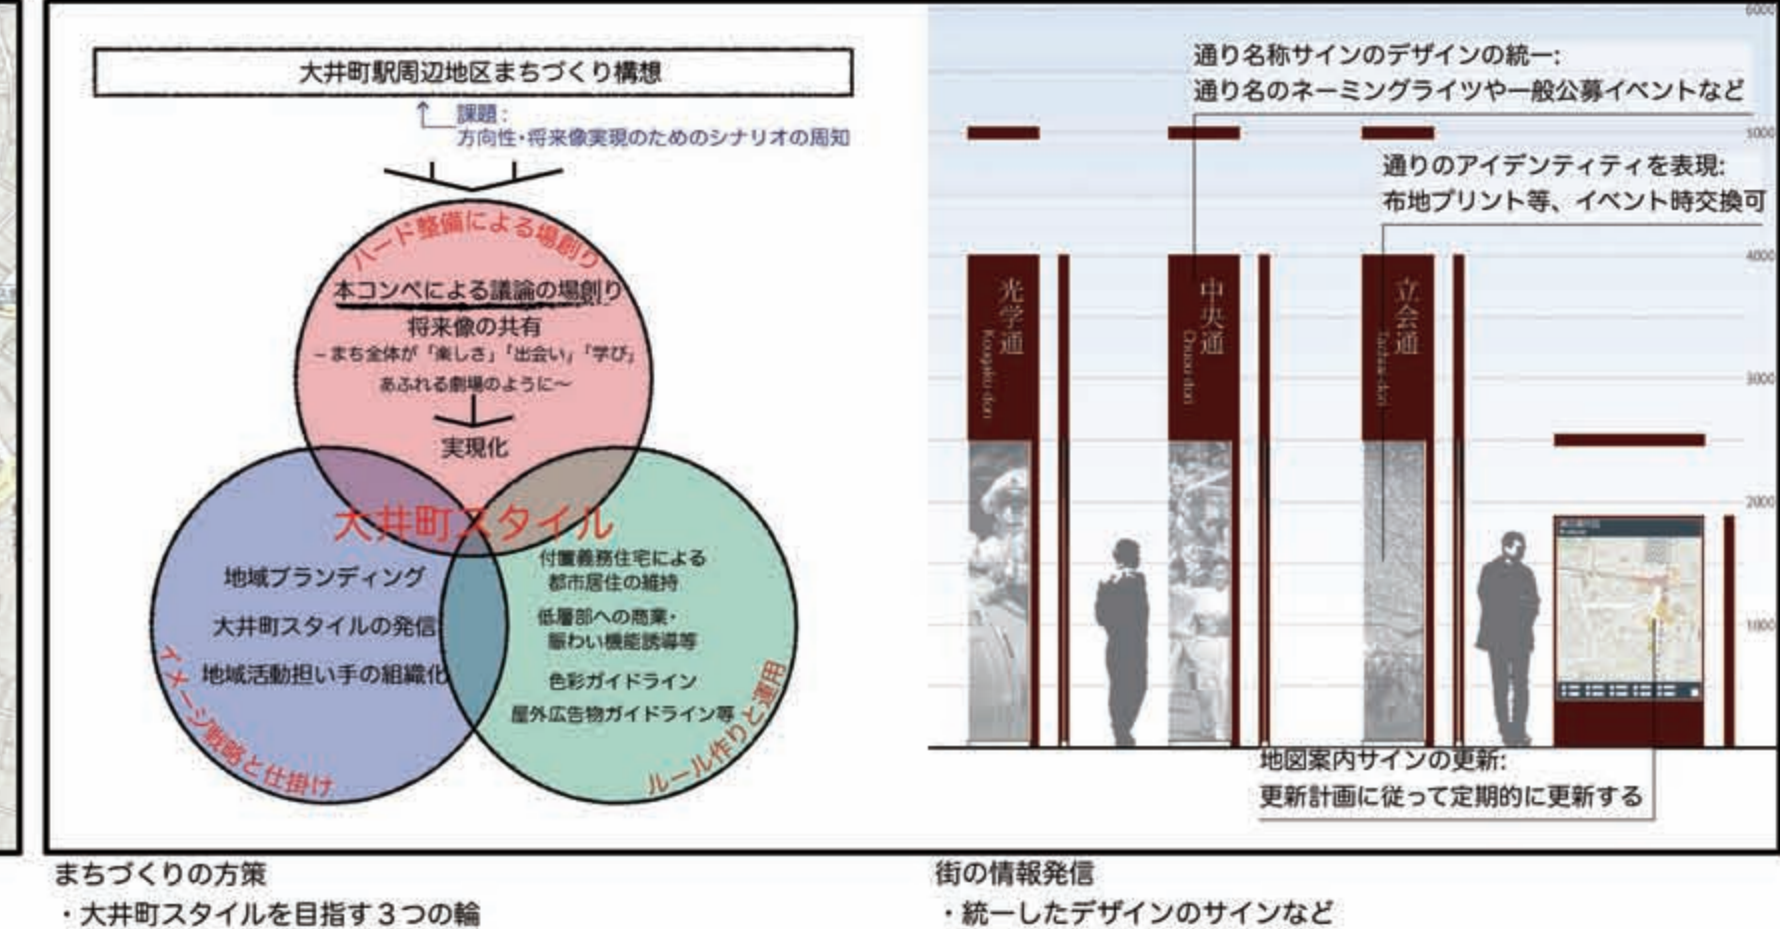 大井町駅周辺地区まちづくり構想
課題:
方向性・将来像実現のためのシナリオの周知
ハード整備による場創り
本コンペによる議論の場創り
将来像の共有
－まち全体が「楽しさ」「出会い」「学び」
あふれる劇場のように～
実現化
大井町スタイル
地域ブランディング
大井町スタイルの発信
地域活動担い手の組織化
イメージ戦略と仕掛け
付置義務住宅による
都市居住の維持
低層部への商業・
賑わい機能誘導等
色彩ガイドライン
屋外広告物ガイドライン等
ルール作りと運用
まちづくりの方策
・大井町スタイルを目指す３つの輪
通り名称サインのデザインの統一:
通り名のネーミングライツや一般公募イベントなど
通りのアイデンティティを表現:
布地プリント等、イベント時交換可
光学通
Kougaku-dori
中央通
Chuou-dori
立会通
6000
5000
4000
3000
2000
1000
地図案内サインの更新:
更新計画に従って定期的に更新する
街の情報発信
・統一したデザインのサインなど